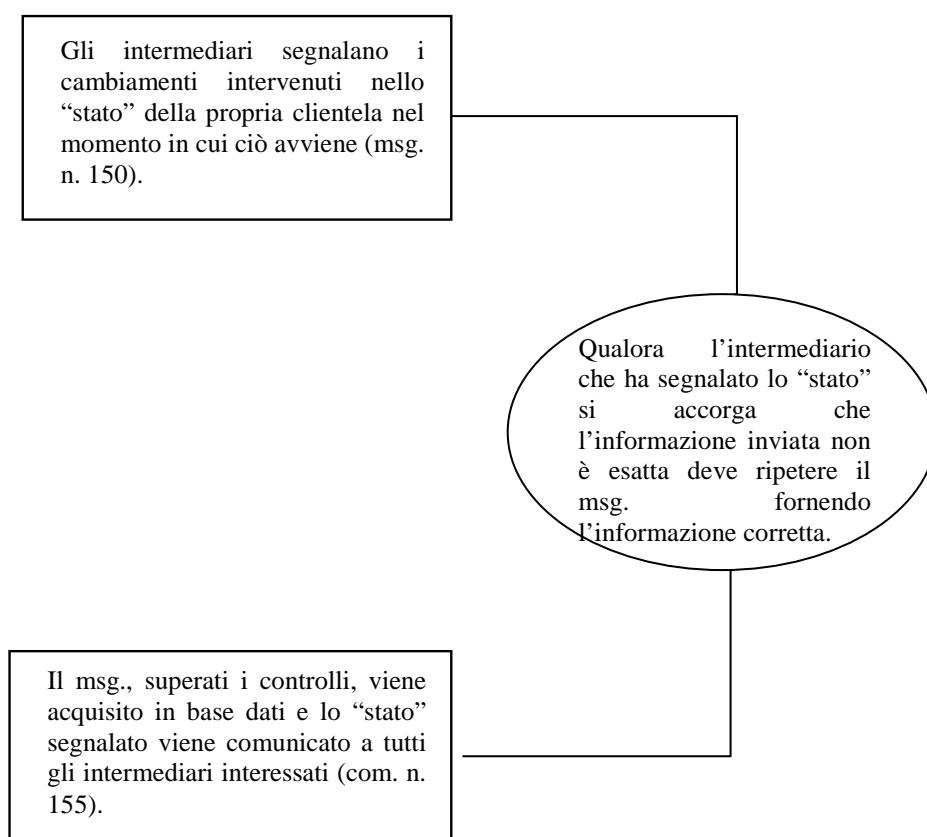 Gli intermediari segnalano i
cambiamenti intervenuti nello
“stato” della propria clientela nel
momento in cui ciò avviene (msg.
n. 150).
Qualora l’intermediario
che ha segnalato lo “stato”
si accorga che
l’informazione inviata non
è esatta deve ripetere il
msg. fornendo
l’informazione corretta.
Il msg., superati i controlli, viene
acquisito in base dati e lo “stato”
segnalato viene comunicato a tutti
gli intermediari interessati (com. n.
155).